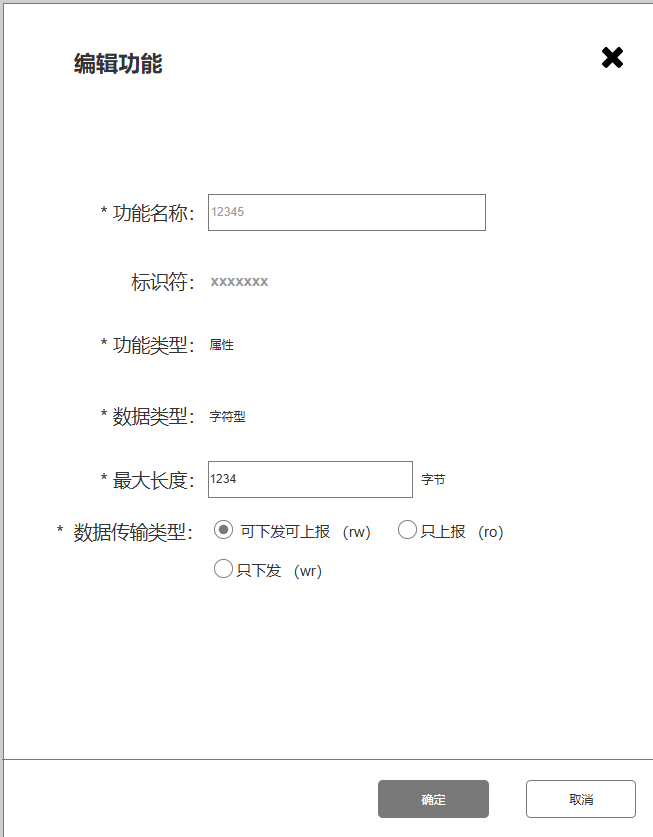 编辑功能
* 功能名称： 12345
标识符： xxxxxxx
* 功能类型： 属性
* 数据类型： 字符型
* 最大长度： 1234 字节
* 数据传输类型： 可下发可上报 （rw） 只上报 （ro）
只下发 （wr）
确定 取消